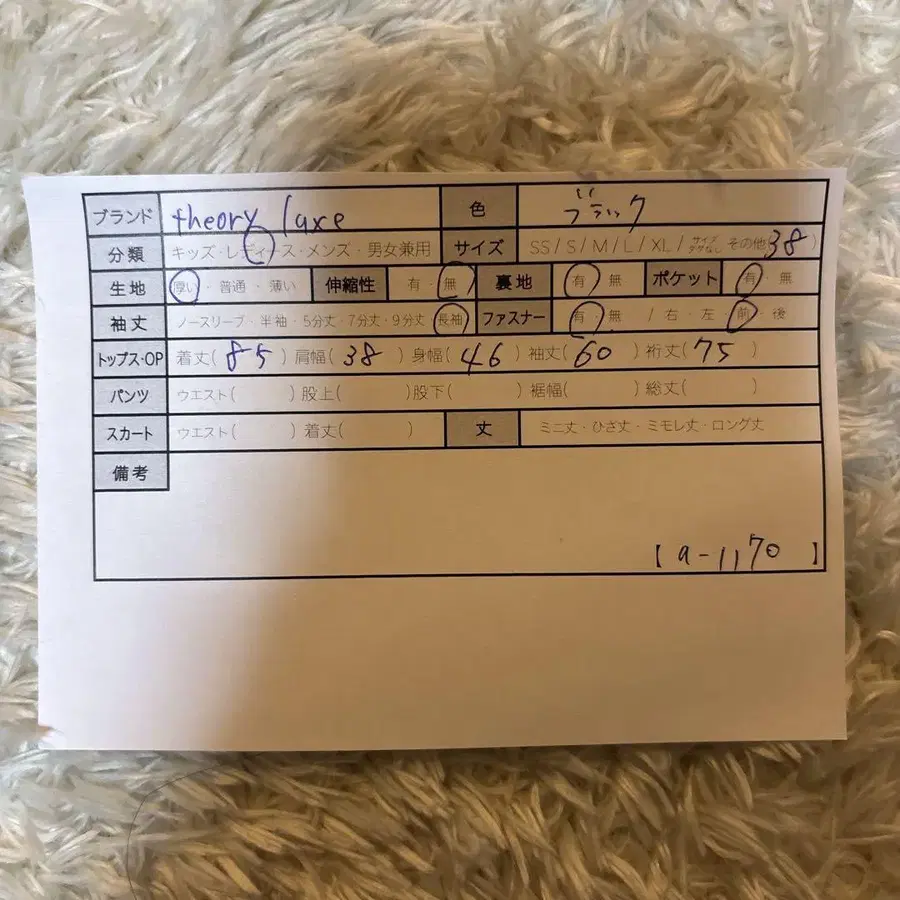 ブランド theory luxe 色 ブラック
分類 キッズ・レディース・メンズ・男女兼用 サイズ SS / S / M / L / XL / サイズタグなし その他(38)
生地 厚い・普通・薄い 伸縮性 有・無 裏地 有・無 ポケット 有・無
袖丈 ノースリーブ・半袖・5分丈・7分丈・9分丈・長袖 ファスナー 有・無 / 右・左・前・後
トップス・OP 着丈(85) 肩幅(38) 身幅(46) 袖丈(60) 裄丈(75)
パンツ ウエスト( ) 股上( ) 股下( ) 裾幅( ) 総丈( )
スカート ウエスト( ) 着丈( ) 丈 ミニ丈・ひざ丈・ミモレ丈・ロング丈
備考
【a-1170】